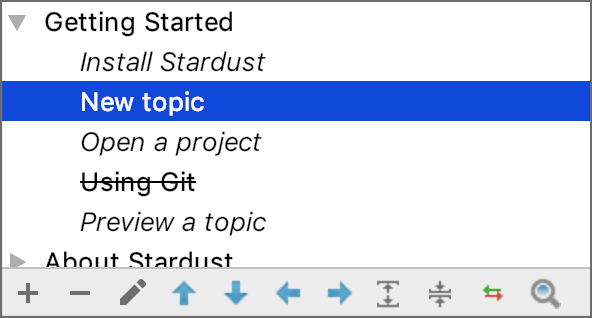 Getting Started
Install Stardust
New topic
Open a project
Using Git
Preview a topic
About Stardust